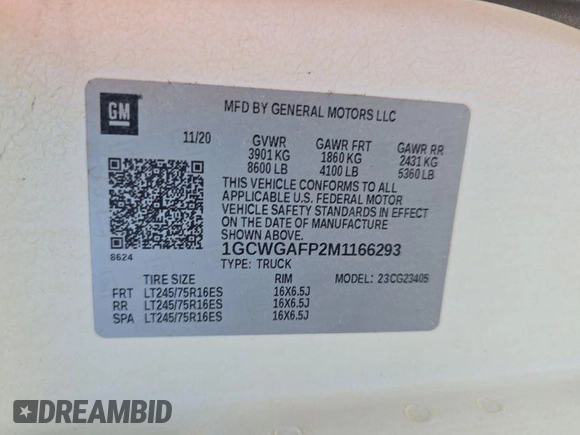 GM
MFD BY GENERAL MOTORS LLC
11/20 GVWR GAWR FRT GAWR RR
3901 KG 1860 KG 2431 KG
8600 LB 4100 LB 5360 LB
THIS VEHICLE CONFORMS TO ALL
APPLICABLE U.S. FEDERAL MOTOR
VEHICLE SAFETY STANDARDS IN EFFECT
ON THE DATE OF MANUFACTURE
SHOWN ABOVE.
8624
1GCWGAFP2M1166293
TYPE: TRUCK MODEL: 23CG23405
TIRE SIZE RIM
FRT LT245/75R16ES 16X6.5J
RR LT245/75R16ES 16X6.5J
SPA LT245/75R16ES 16X6.5J
DREAMBID